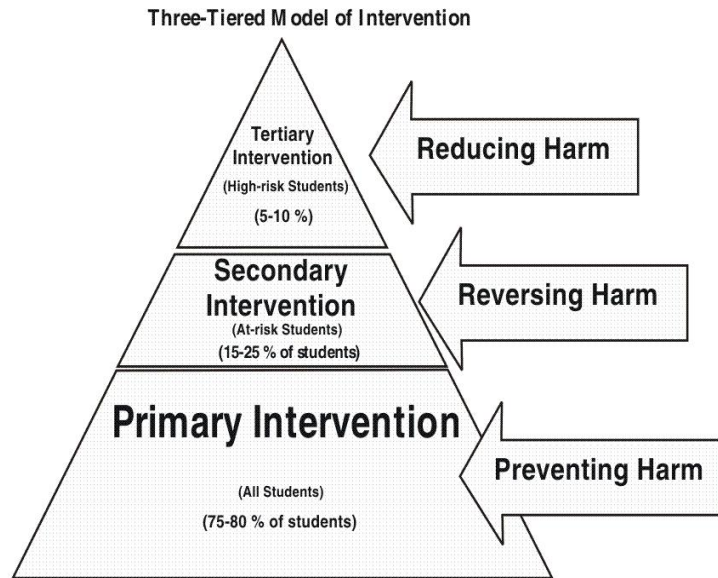 Three-Tiered Model of Intervention
Tertiary
Intervention
(High-risk Students)
(5-10 %)
Reducing Harm
Secondary
Intervention
(At-risk Students)
(15-25 % of students)
Reversing Harm
Primary Intervention
(All Students)
(75-80 % of students)
Preventing Harm